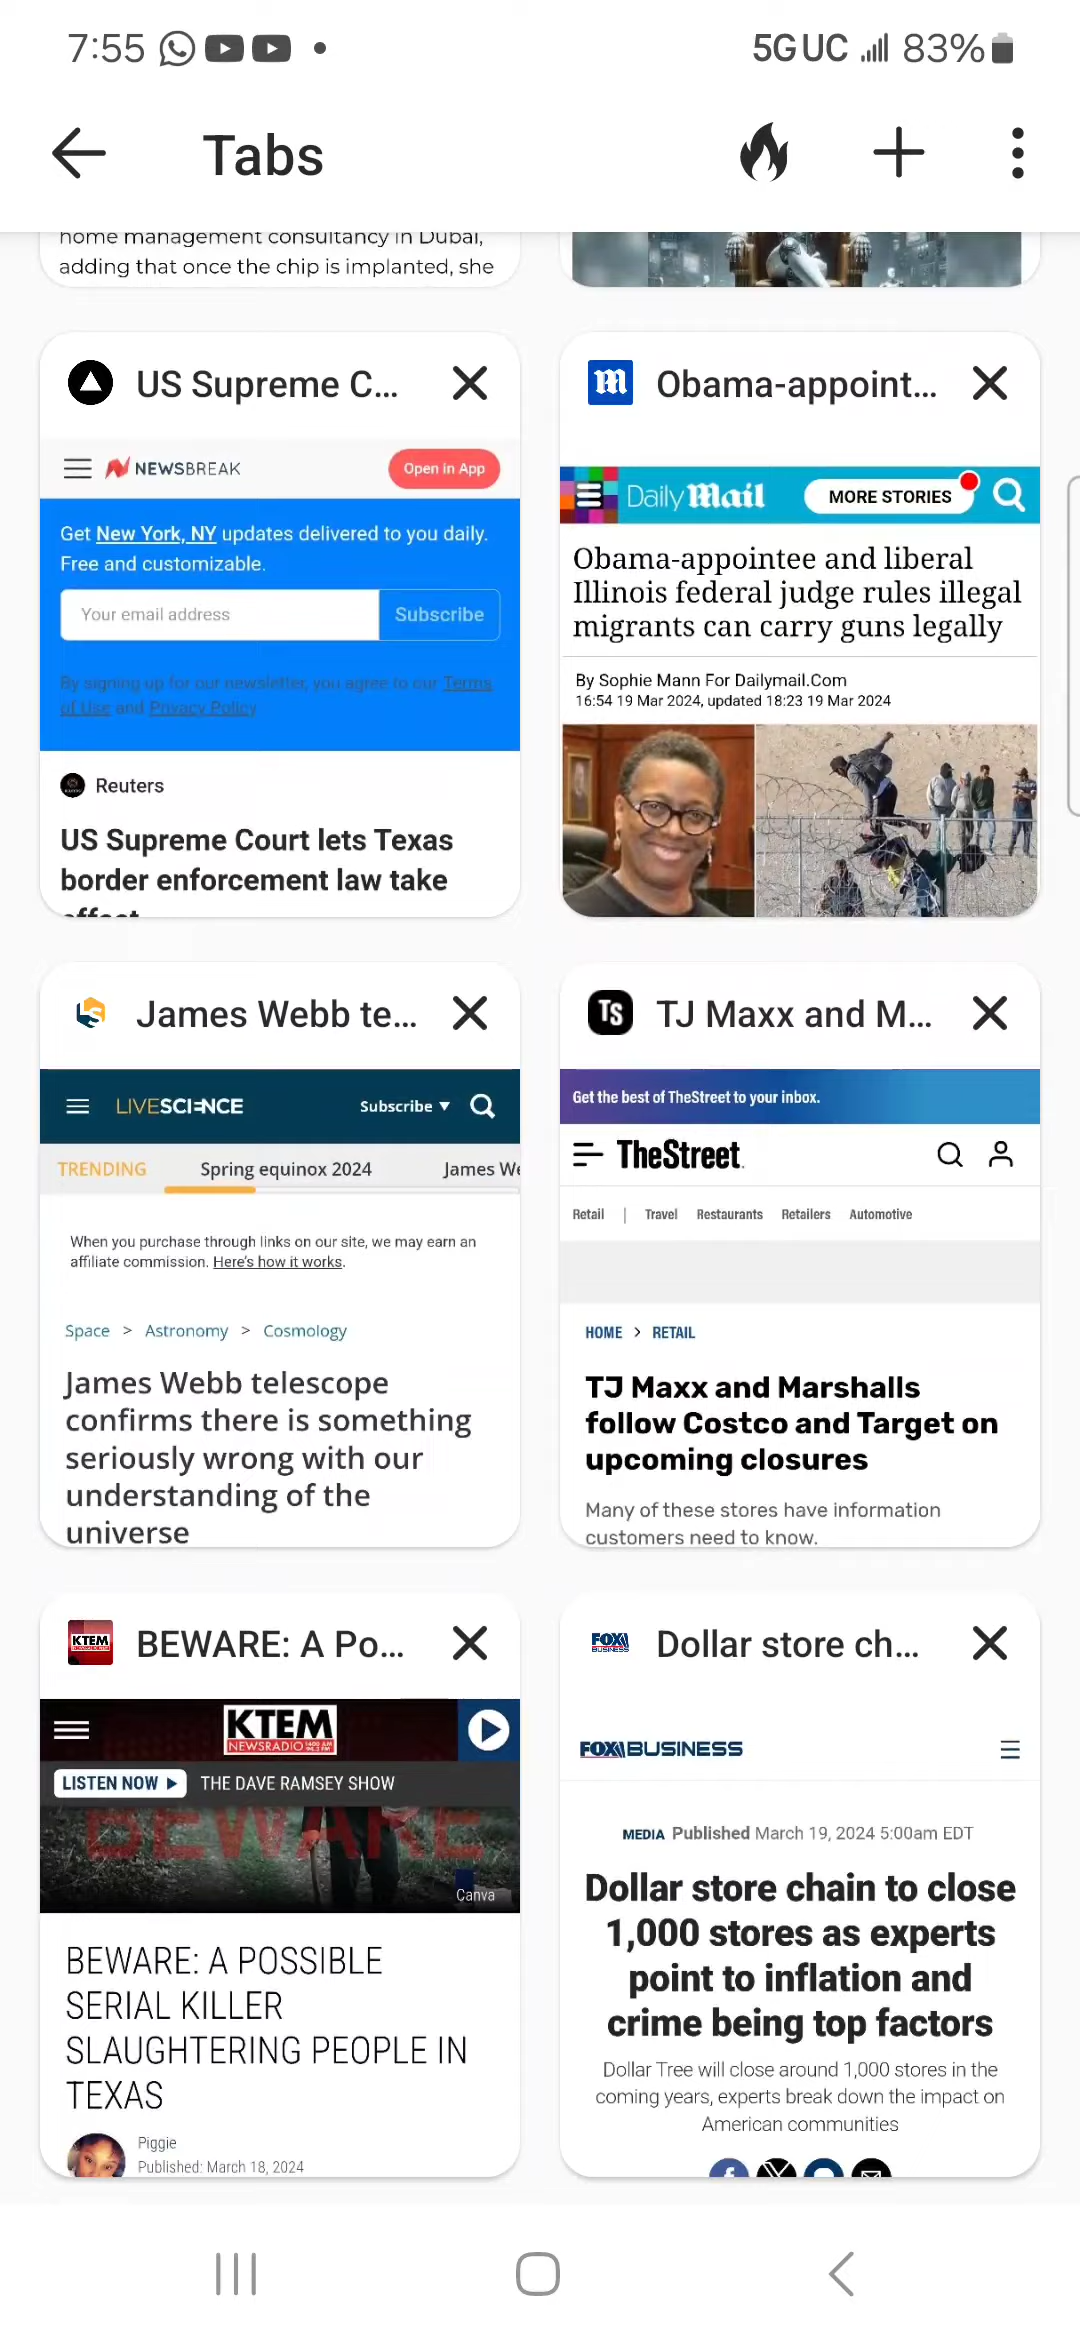 7:55
5G UC 83%
Tabs
home management consultancy in Dubai,
adding that once the chip is implanted, she
US Supreme C...
NEWSBREAK
Open in App
Get New York, NY updates delivered to you daily.
Free and customizable.
Your email address
Subscribe
By signing up for our newsletter, you agree to our Terms
of Use and Privacy Policy
Reuters
US Supreme Court lets Texas
border enforcement law take
effect
Obama-appoint...
Daily Mail
MORE STORIES
Obama-appointee and liberal
Illinois federal judge rules illegal
migrants can carry guns legally
By Sophie Mann For Dailymail.Com
16:54 19 Mar 2024, updated 18:23 19 Mar 2024
James Webb te...
LIVESCIENCE
Subscribe
TRENDING
Spring equinox 2024
James We
When you purchase through links on our site, we may earn an
affiliate commission. Here's how it works.
Space > Astronomy > Cosmology
James Webb telescope
confirms there is something
seriously wrong with our
understanding of the
universe
TS
TJ Maxx and M...
Get the best of TheStreet to your inbox.
TheStreet
Retail | Travel Restaurants Retailers Automotive
HOME > RETAIL
TJ Maxx and Marshalls
follow Costco and Target on
upcoming closures
Many of these stores have information
customers need to know.
KTEM
BEWARE: A Po...
KTEM
NEWSRADIO
LISTEN NOW
THE DAVE RAMSEY SHOW
BEWARE
Canva
BEWARE: A POSSIBLE
SERIAL KILLER
SLAUGHTERING PEOPLE IN
TEXAS
Piggie
Published: March 18, 2024
FOX BUSINESS
Dollar store ch...
FOX BUSINESS
MEDIA Published March 19, 2024 5:00am EDT
Dollar store chain to close
1,000 stores as experts
point to inflation and
crime being top factors
Dollar Tree will close around 1,000 stores in the
coming years, experts break down the impact on
American communities